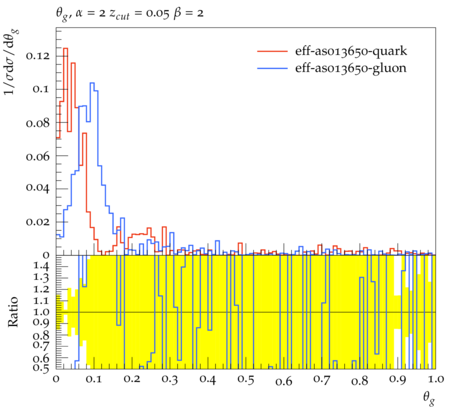 θg, α = 2 zcut = 0.05 β = 2
1/σdσ/dθg
eff-as013650-quark
eff-as013650-gluon
0.12
0.1
0.08
0.06
0.04
0.02
0
Ratio
1.4
1.3
1.2
1.1
1.0
0.9
0.8
0.7
0.6
0.5
0 0.1 0.2 0.3 0.4 0.5 0.6 0.7 0.8 0.9 1.0
θg